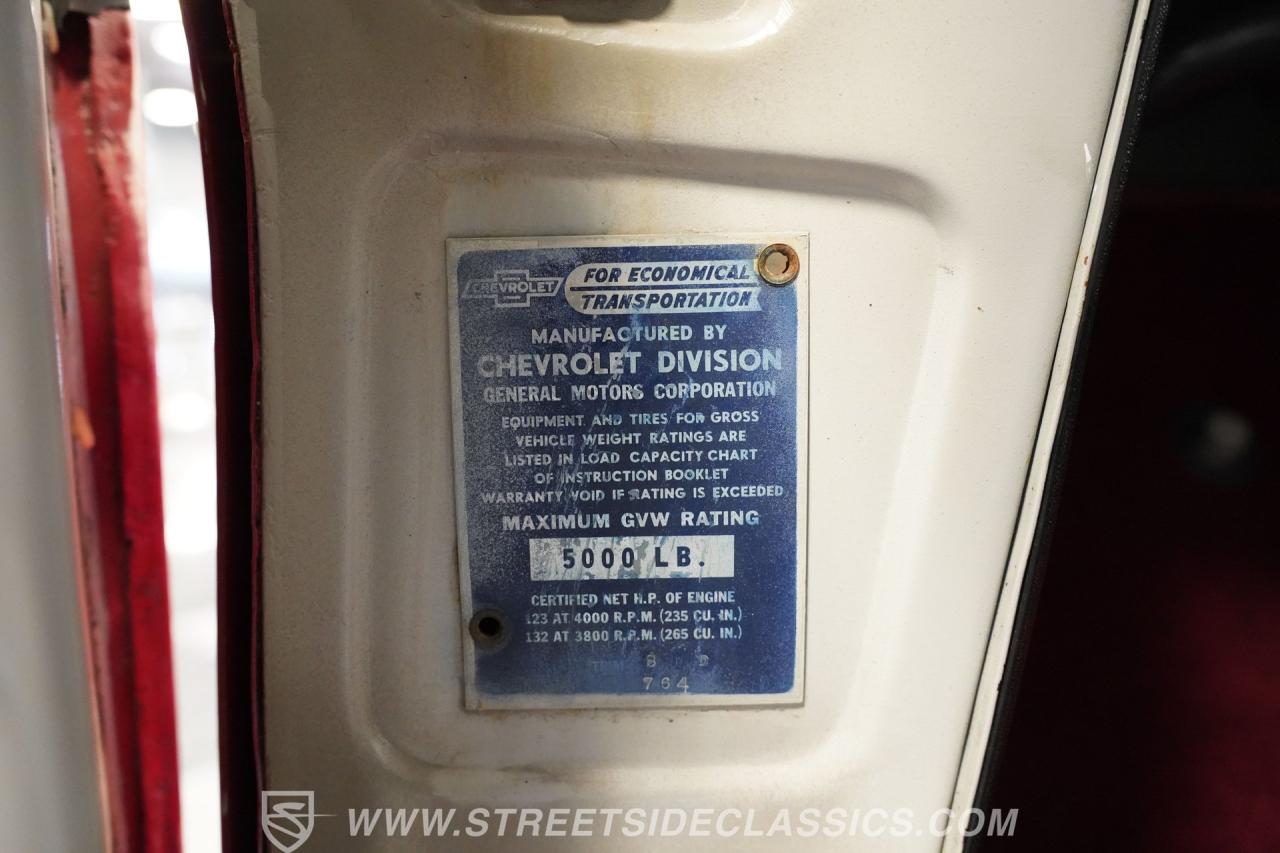 CHEVROLET
FOR ECONOMICAL
TRANSPORTATION
MANUFACTURED BY
CHEVROLET DIVISION
GENERAL MOTORS CORPORATION
EQUIPMENT AND TIRES FOR GROSS
VEHICLE WEIGHT RATINGS ARE
LISTED IN LOAD CAPACITY CHART
OF INSTRUCTION BOOKLET
WARRANTY VOID IF RATING IS EXCEEDED
MAXIMUM GVW RATING
5000 LB.
CERTIFIED NET H.P. OF ENGINE
123 AT 4000 R.P.M. (235 CU. IN.)
132 AT 3800 R.P.M. (265 CU. IN.)
TRIM
764
WWW.STREETSIDECLASSICS.COM